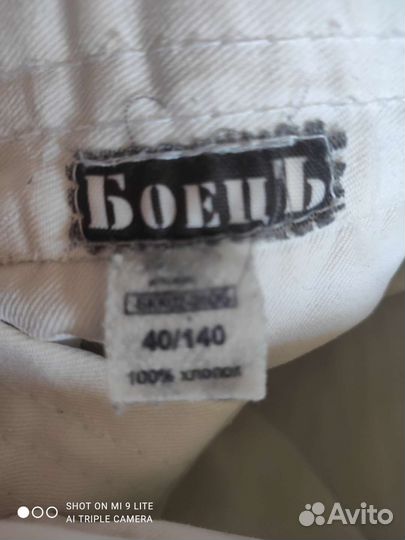 БОЕЦЪ
40/140
100% ХЛОПОК
SHOT ON MI 9 LITE
AI TRIPLE CAMERA
Avito